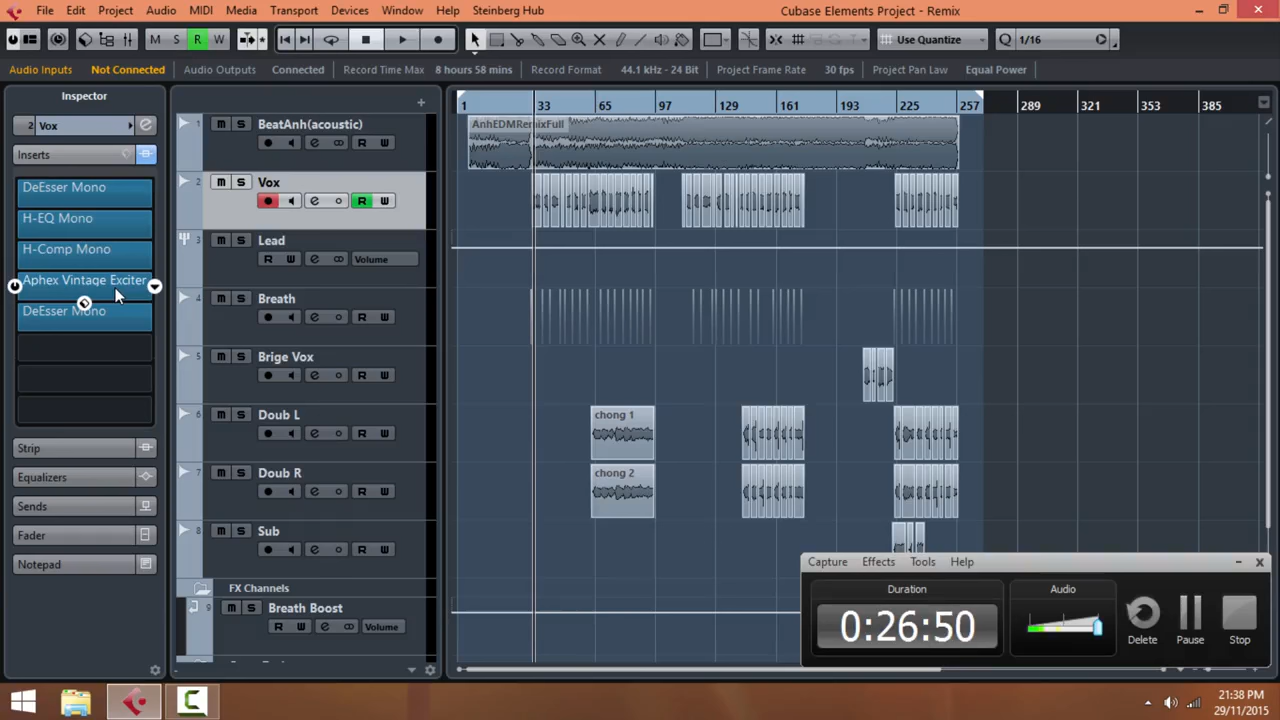 File Edit Project Audio MIDI Media Transport Devices Window Help Steinberg Hub
Cubase Elements Project - Remix
M S R W Use Quantize Q 1/16
Audio Inputs Not Connected Audio Outputs Connected Record Time Max 8 hours 58 mins Record Format 44.1 kHz - 24 Bit Project Frame Rate 30 fps Project Pan Law Equal Power
Inspector
2 Vox
Inserts
DeEsser Mono
H-EQ Mono
H-Comp Mono
Aphex Vintage Exciter
DeEsser Mono
Strip
Equalizers
Sends
Fader
Notepad
+
1 m S BeatAnh(acoustic)
R W
2 m S Vox
R W
3 m S Lead
R W Volume
4 m S Breath
R W
5 m S Brige Vox
R W
6 m S Doub L
R W
7 m S Doub R
R W
8 m S Sub
R W
FX Channels
9 m S Breath Boost
R W Volume
1 33 65 97 129 161 193 225 257 289 321 353 385
AnhEDMRemixFull
chong 1
chong 2
Capture Effects Tools Help
Duration
0:26:50
Audio
Delete Pause Stop
21:38 PM
29/11/2015